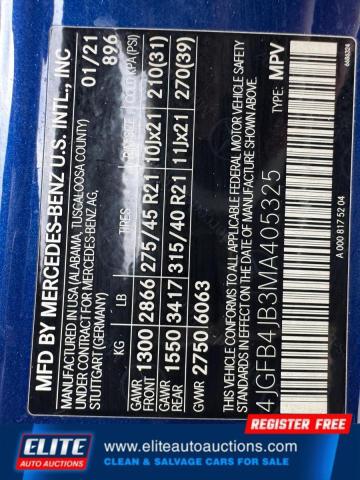 MFD BY MERCEDES-BENZ U.S. INTL., INC
01/21
MANUFACTURED IN USA (ALABAMA, TUSCALOOSA COUNTY)
896
UNDER CONTRACT FOR MERCEDES-BENZ AG,
STUTTGART (GERMANY)
KG LB TIRES RIMS COLD KPA (PSI)
GAWR FRONT 1300 2866 275/45 R21 10Jx21 210(31)
GAWR REAR 1550 3417 315/40 R21 11Jx21 270(39)
GVWR 2750 6063
THIS VEHICLE CONFORMS TO ALL APPLICABLE FEDERAL MOTOR VEHICLE SAFETY
STANDARDS IN EFFECT ON THE DATE OF MANUFACTURE SHOWN ABOVE.
4JGFB4JB3MA405325 TYPE: MPV
A 000 817 52 04
REGISTER FREE
ELITE
AUTO AUCTIONS
www.eliteautoauctions.com
CLEAN & SALVAGE CARS FOR SALE